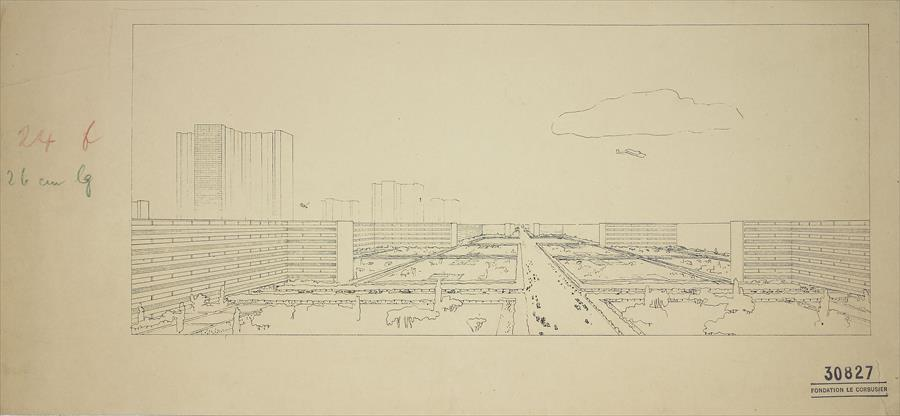 24 f
26 cm lg
30827
FONDATION LE CORBUSIER